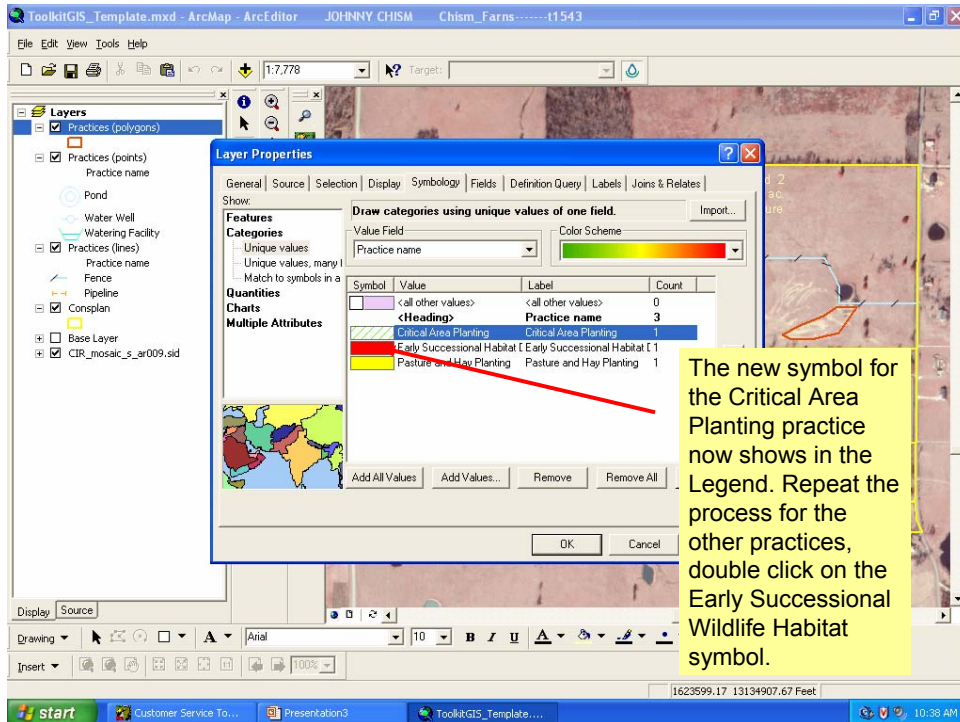 ToolkitGIS_Template.mxd - ArcMap - ArcEditor JOHNNY CHISM Chism_Farns-------t1543
File Edit View Tools Help
1:7,778 Target:
Layers
Practices (polygons)
Practices (points)
Practice name
Pond
Water Well
Watering Facility
Practices (lines)
Practice name
Fence
Pipeline
Consplan
Base Layer
CIR_mosaic_s_ar009.sid
Layer Properties
General Source Selection Display Symbology Fields Definition Query Labels Joins & Relates
Show:
Features
Categories
Unique values
Unique values, many
Match to symbols in a
Quantities
Charts
Multiple Attributes
Draw categories using unique values of one field.
Import...
Value Field
Practice name
Color Scheme
Symbol Value Label Count
<all other values> <all other values> 0
<Heading> Practice name 3
Critical Area Planting Critical Area Planting 1
Early Successional Habitat [ Early Successional Habitat [ 1
Pasture and Hay Planting Pasture and Hay Planting 1
Add All Values Add Values... Remove Remove All
OK Cancel
2
ac.
ure
The new symbol for
the Critical Area
Planting practice
now shows in the
Legend. Repeat the
process for the
other practices,
double click on the
Early Successional
Wildlife Habitat
symbol.
Display Source
Drawing A Arial 10 B I U A
Insert 100%
1623599.17 13134907.67 Feet
start Customer Service To... Presentation3 ToolkitGIS_Template.... 10:38 AM